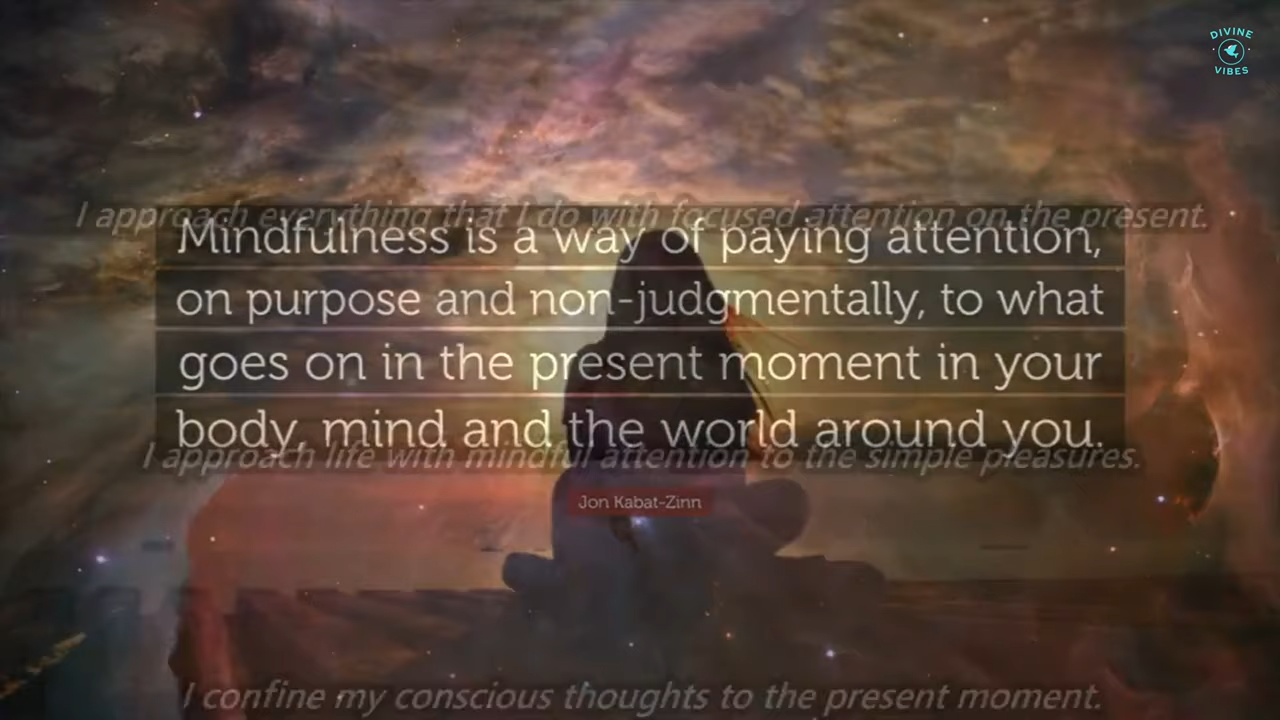 DIVINE
VIBES
I approach everything that I do with focused attention on the present.
Mindfulness is a way of paying attention,
on purpose and non-judgmentally, to what
goes on in the present moment in your
body, mind and the world around you.
I approach life with mindful attention to the simple pleasures.
Jon Kabat-Zinn
I confine my conscious thoughts to the present moment.